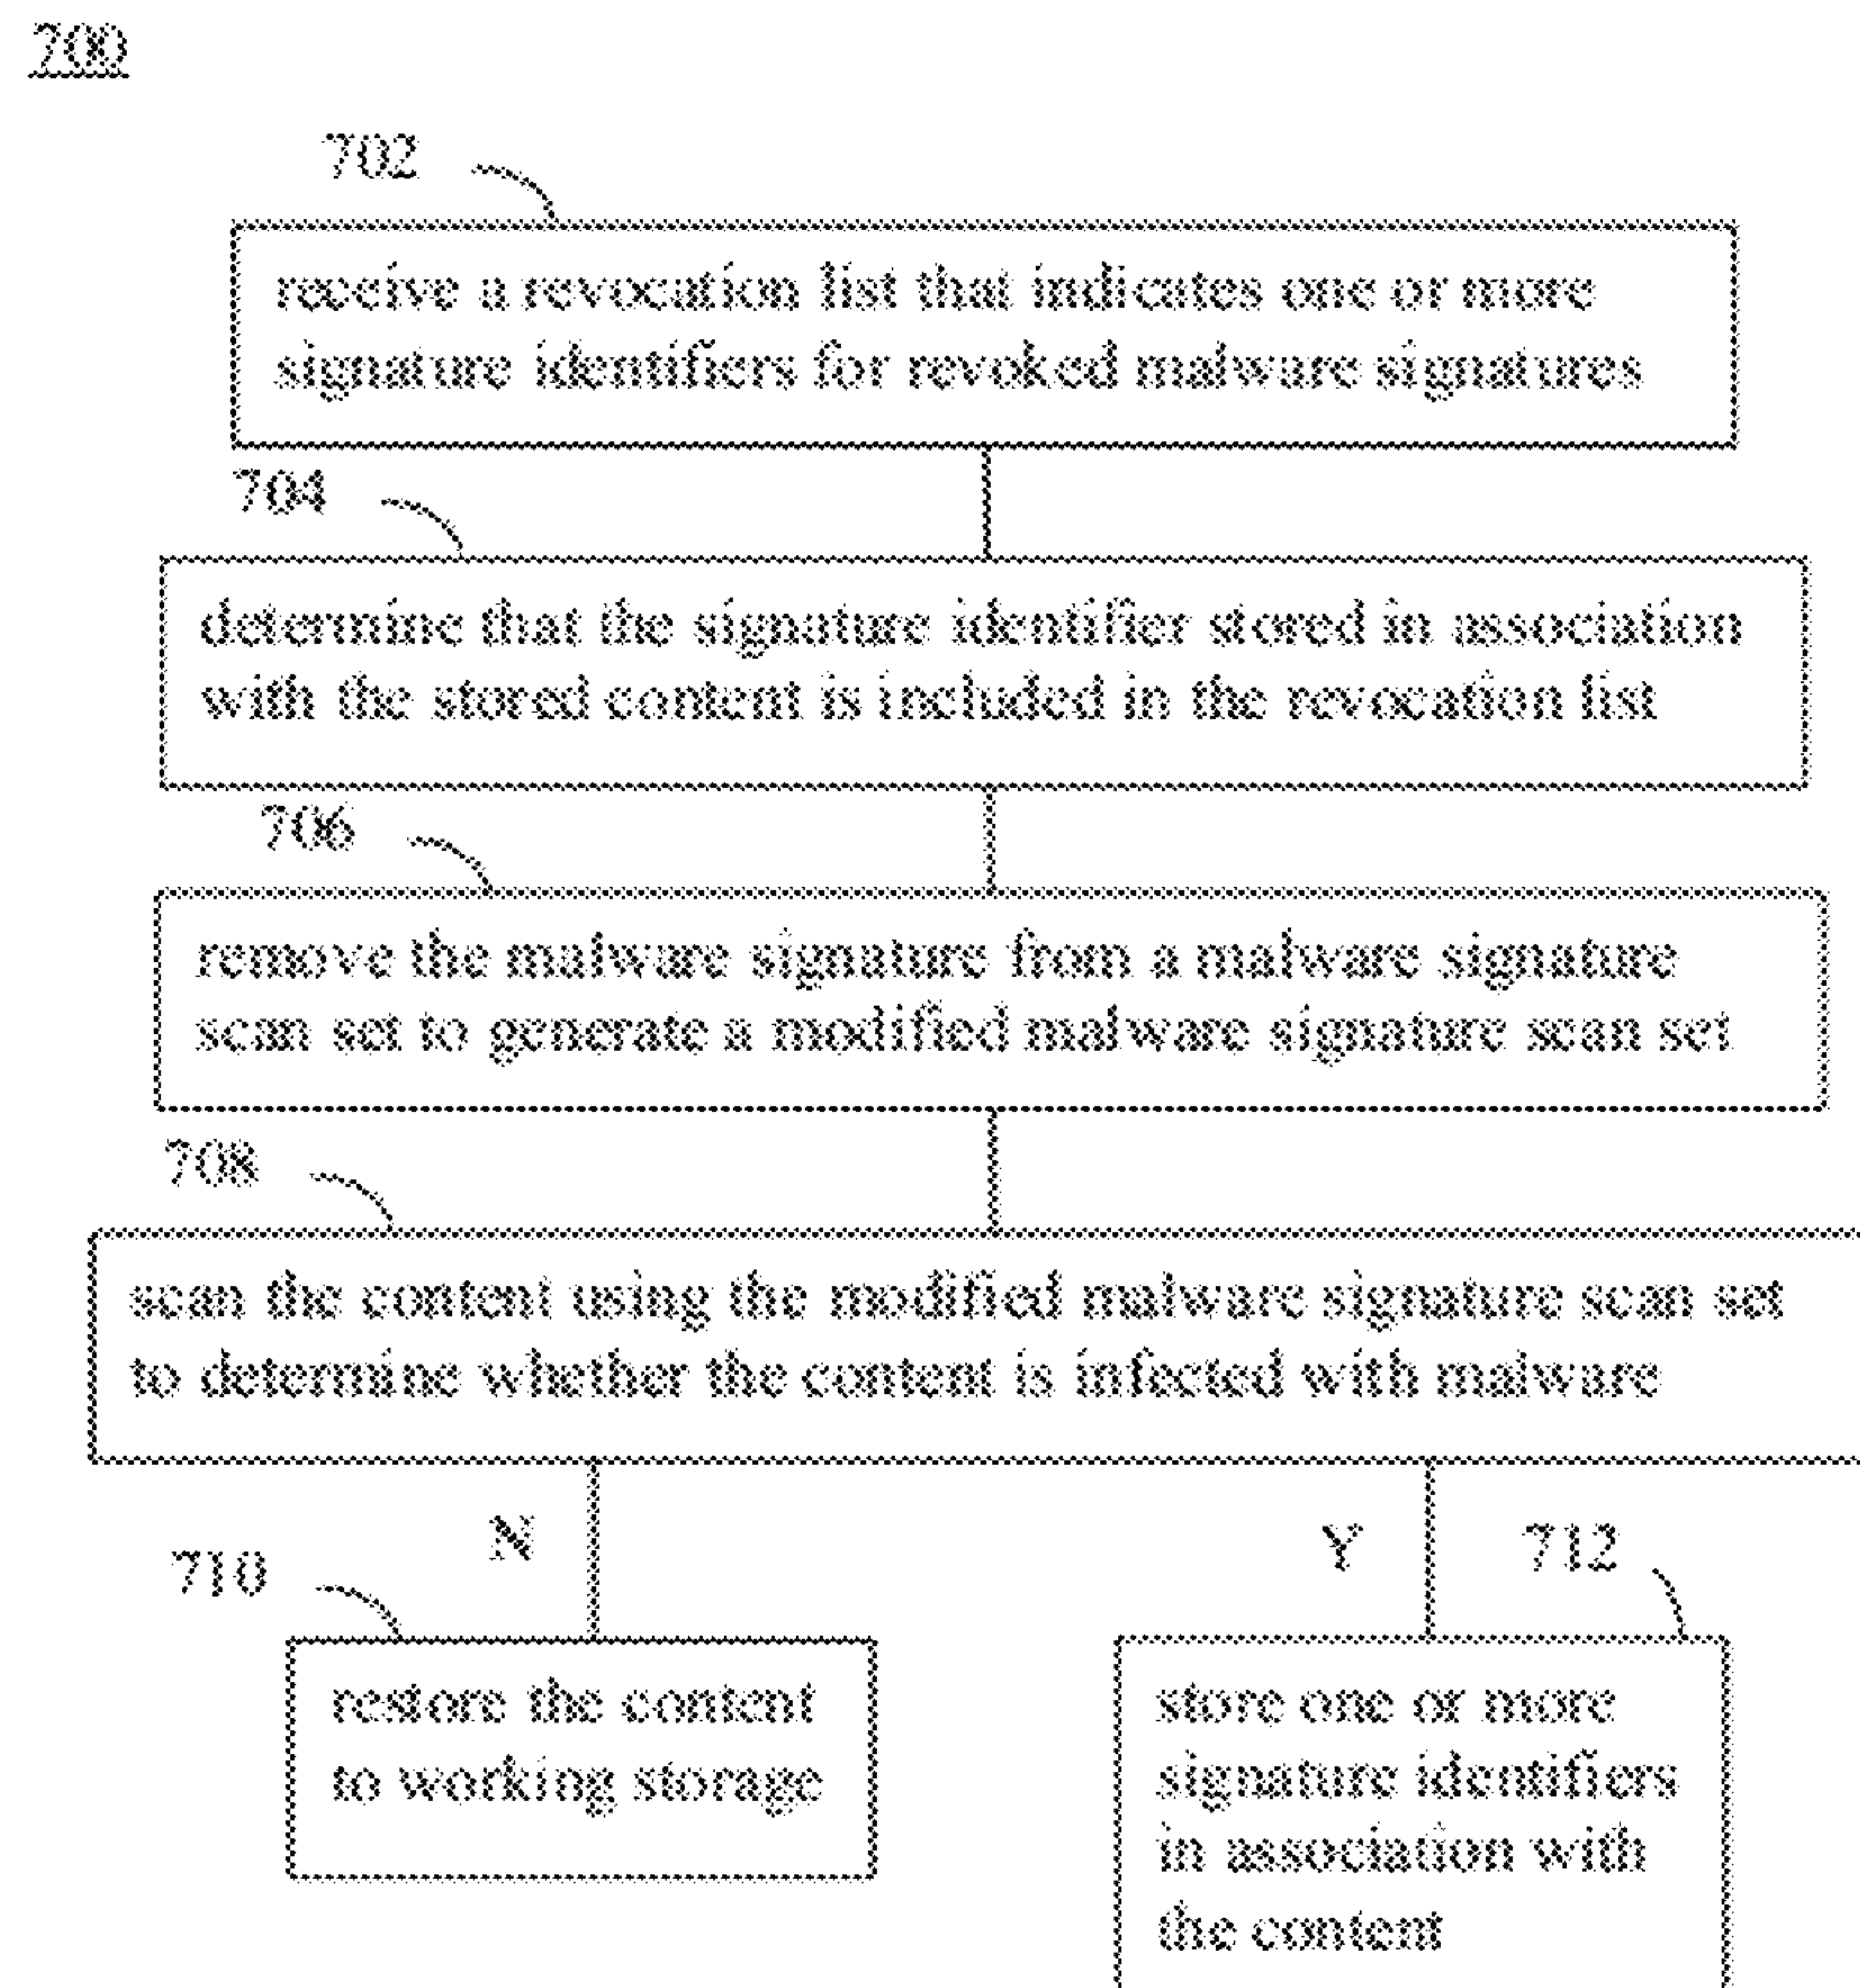 700
702
receive a revocation list that indicates one or more
signature identifiers for revoked malware signatures
704
determine that the signature identifier stored in association
with the stored content is included in the revocation list
706
remove the malware signature from a malware signature
scan set to generate a modified malware signature scan set
708
scan the content using the modified malware signature scan set
to determine whether the content is infected with malware
N
Y
710
712
restore the content
to working storage
store one or more
signature identifiers
in association with
the content